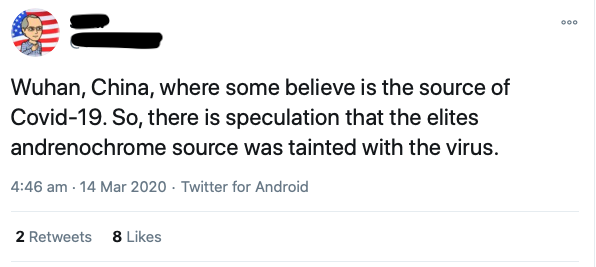 Wuhan, China, where some believe is the source of
Covid-19. So, there is speculation that the elites
andrenochrome source was tainted with the virus.
4:46 am · 14 Mar 2020 · Twitter for Android
2 Retweets 8 Likes